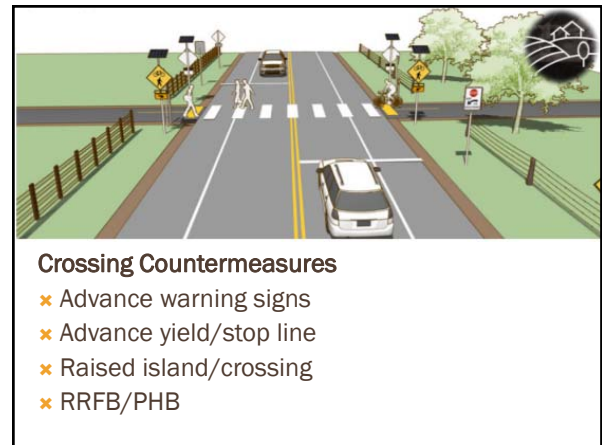 Crossing Countermeasures
Advance warning signs
Advance yield/stop line
Raised island/crossing
RRFB/PHB